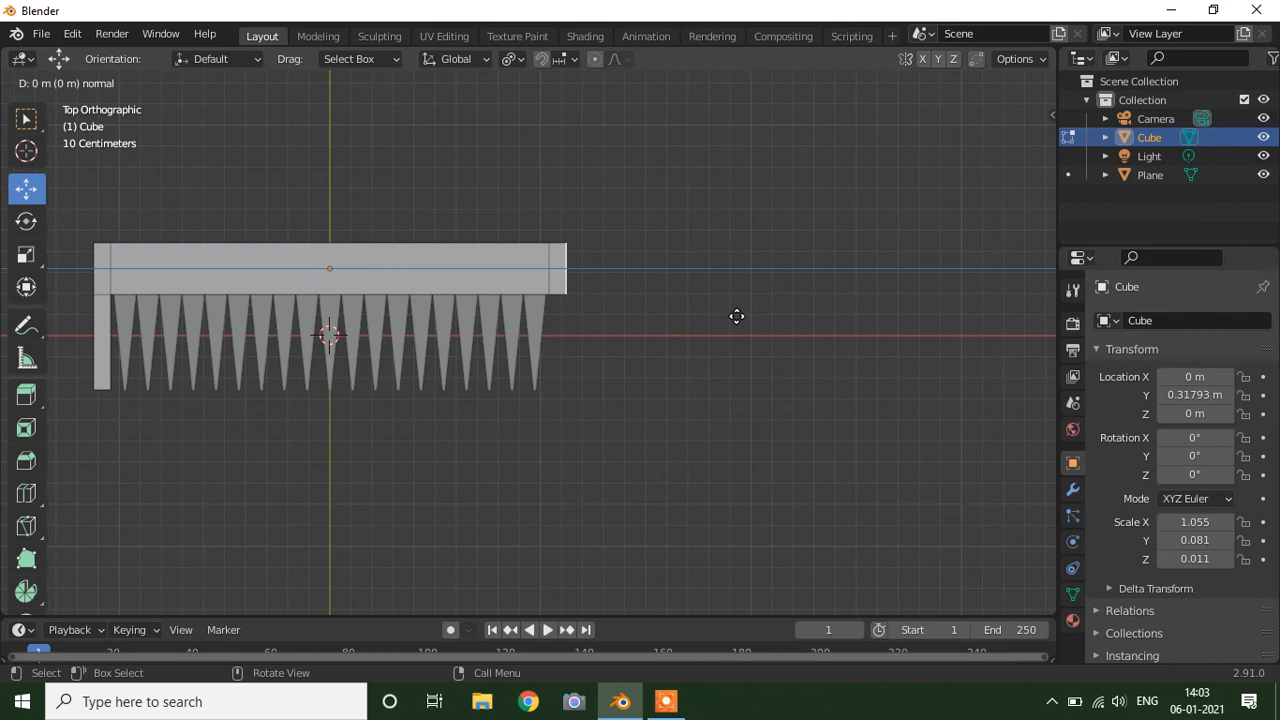 Blender
File Edit Render Window Help Layout Modeling Sculpting UV Editing Texture Paint Shading Animation Rendering Compositing Scripting + Scene View Layer
Orientation: Default Drag: Select Box Global X Y Z Options
D: 0 m (0 m) normal
Top Orthographic
(1) Cube
10 Centimeters
Scene Collection
Collection
Camera
Cube
Light
Plane
Cube
Cube
Transform
Location X 0 m
Y 0.31793 m
Z 0 m
Rotation X 0°
Y 0°
Z 0°
Mode XYZ Euler
Scale X 1.055
Y 0.081
Z 0.011
Delta Transform
Relations
Collections
Instancing
Playback Keying View Marker 1 Start 1 End 250
Select Box Select Rotate View Call Menu 2.91.0
Type here to search
ENG
14:03
06-01-2021